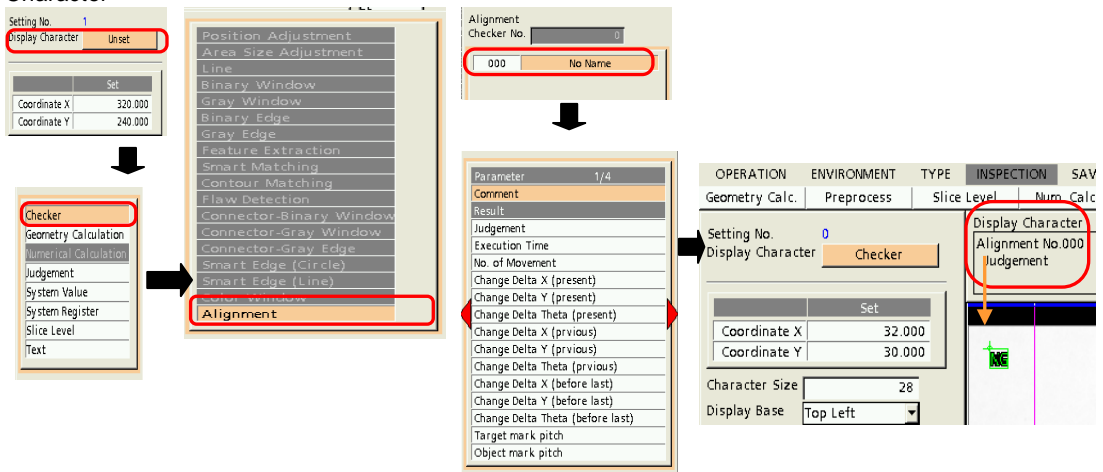 Character
Setting No. 1
Display Character Unset
Set
Coordinate X 320.000
Coordinate Y 240.000
Checker
Geometry Calculation
Numerical Calculation
Judgement
System Value
System Register
Slice Level
Text
Position Adjustment
Area Size Adjustment
Line
Binary Window
Gray Window
Binary Edge
Gray Edge
Feature Extraction
Smart Matching
Contour Matching
Flaw Detection
Connector-Binary Window
Connector-Gray Window
Connector-Gray Edge
Smart Edge (Circle)
Smart Edge (Line)
Color Window
Alignment
Alignment
Checker No. 0
000 No Name
Parameter 1/4
Comment
Result
Judgement
Execution Time
No. of Movement
Change Delta X (present)
Change Delta Y (present)
Change Delta Theta (present)
Change Delta X (prvious)
Change Delta Y (prvious)
Change Delta Theta (prvious)
Change Delta X (before last)
Change Delta Y (before last)
Change Delta Theta (before last)
Target mark pitch
Object mark pitch
OPERATION ENVIRONMENT TYPE INSPECTION SAV
Geometry Calc. Preprocess Slice Level Num. Calc
Setting No. 0
Display Character Checker
Set
Coordinate X 32.000
Coordinate Y 30.000
Character Size 28
Display Base Top Left
Display Character
Alignment No.000
Judgement
NG